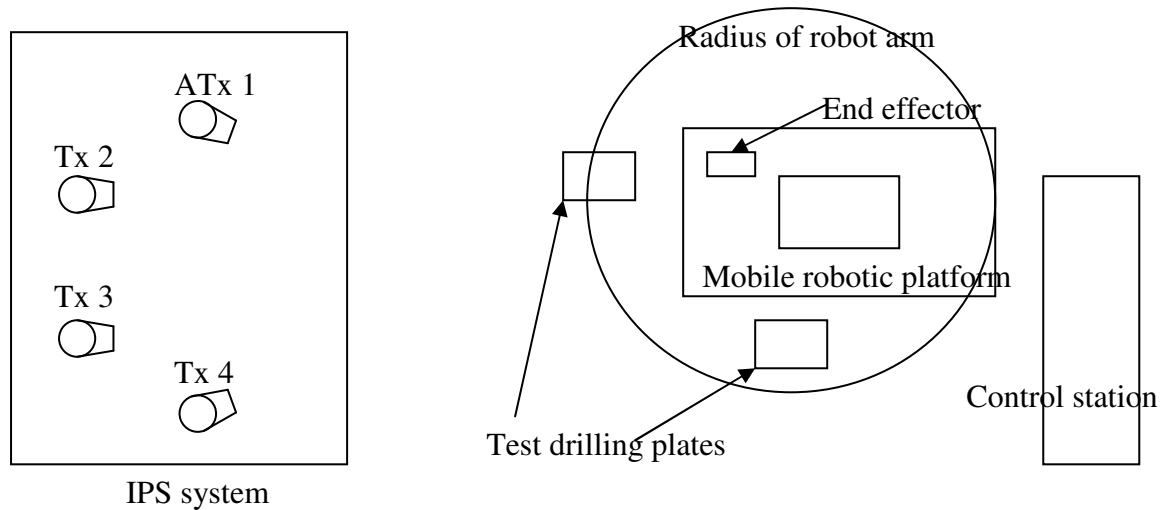 ATx 1
Tx 2
Tx 3
Tx 4
IPS system
Radius of robot arm
End effector
Mobile robotic platform
Test drilling plates
Control station